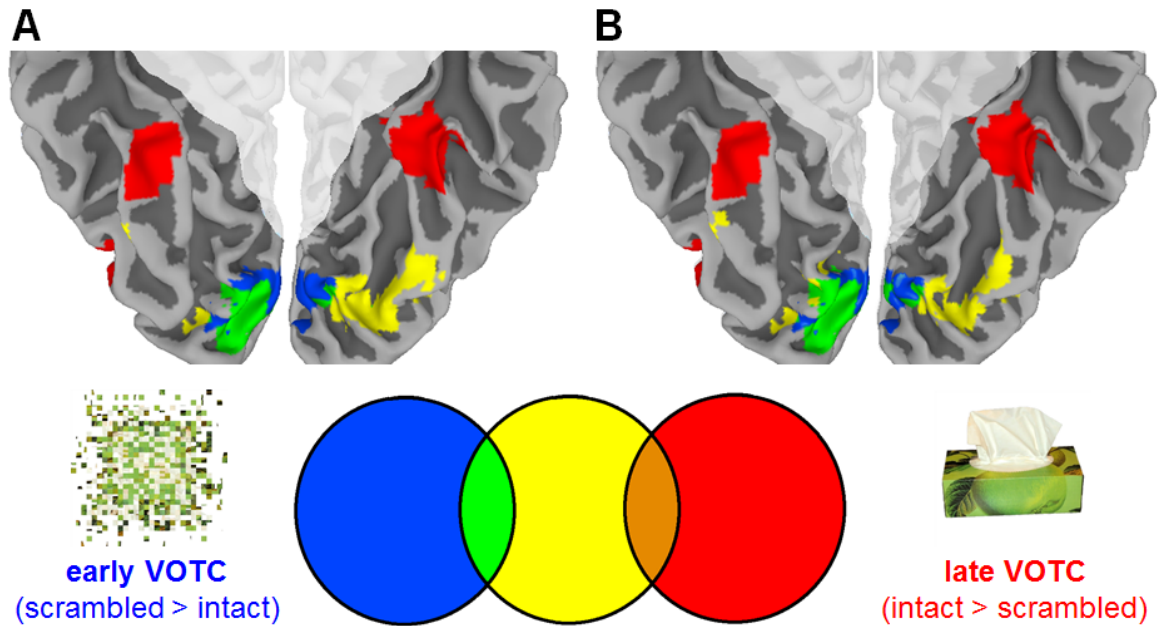 A
B
early VOTC
(scrambled > intact)
late VOTC
(intact > scrambled)